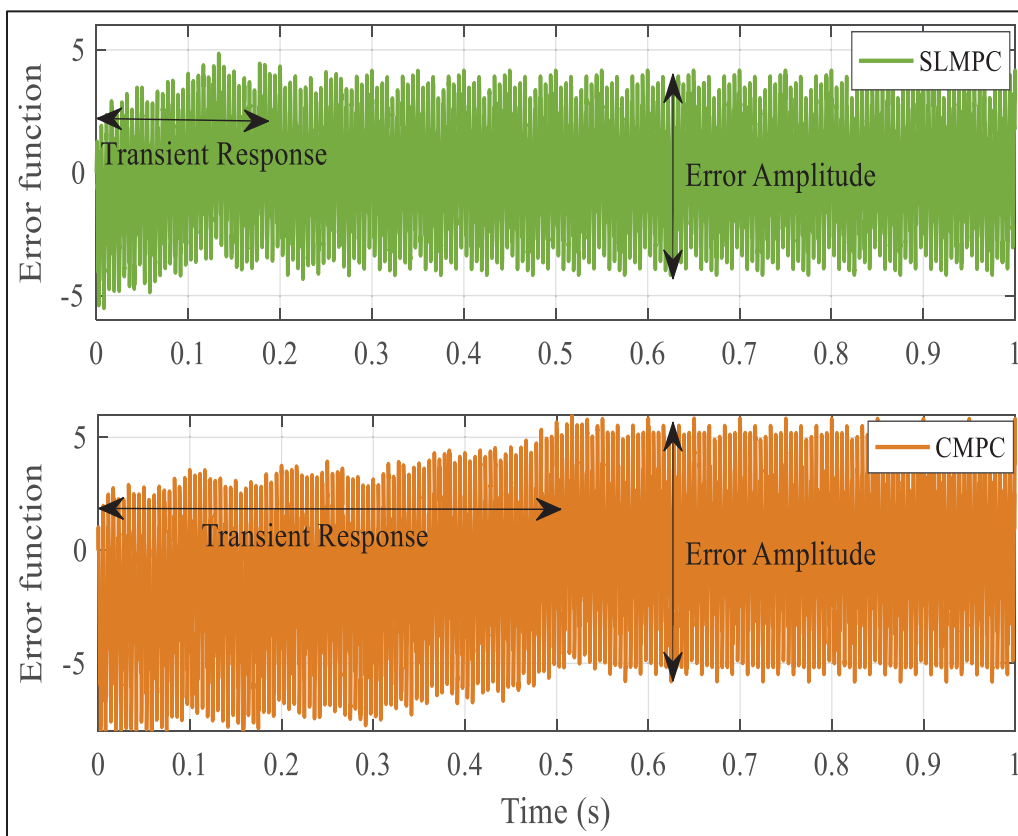 SLMPC
5
0
-5
Error function
Transient Response
Error Amplitude
0 0.1 0.2 0.3 0.4 0.5 0.6 0.7 0.8 0.9 1
CMPC
5
0
-5
Error function
Transient Response
Error Amplitude
0 0.1 0.2 0.3 0.4 0.5 0.6 0.7 0.8 0.9 1
Time (s)